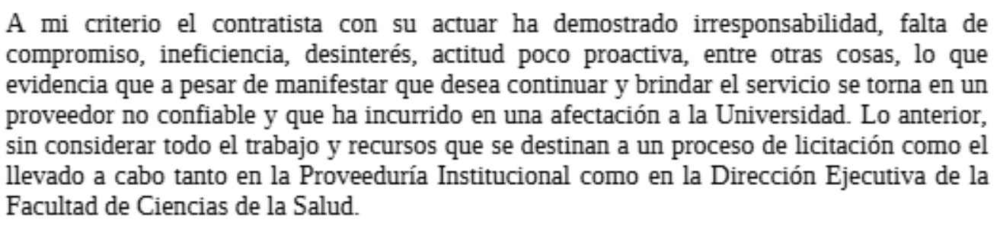 A mi criterio el contratista con su actuar ha demostrado irresponsabilidad, falta de
compromiso, ineficiencia, desinterés, actitud poco proactiva, entre otras cosas, lo que
evidencia que a pesar de manifestar que desea continuar y brindar el servicio se torna en un
proveedor no confiable y que ha incurrido en una afectación a la Universidad. Lo anterior,
sin considerar todo el trabajo y recursos que se destinan a un proceso de licitación como el
llevado a cabo tanto en la Proveeduría Institucional como en la Dirección Ejecutiva de la
Facultad de Ciencias de la Salud.